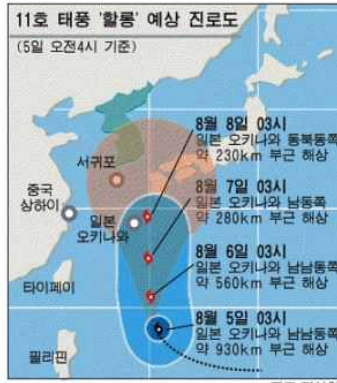 11호 태풍 '할롱' 예상 진로도
(5일 오전4시 기준)
8월 8일 03시
일본 오키나와 동북동쪽
약 230km 부근 해상
서귀포
8월 7일 03시
일본 오키나와 남동쪽
약 280km 부근 해상
중국
상하이
일본
오키나와
8월 6일 03시
일본 오키나와 남남동쪽
약 560km 부근 해상
타이페이
8월 5일 03시
일본 오키나와 남남동쪽
약 930km 부근 해상
필리핀